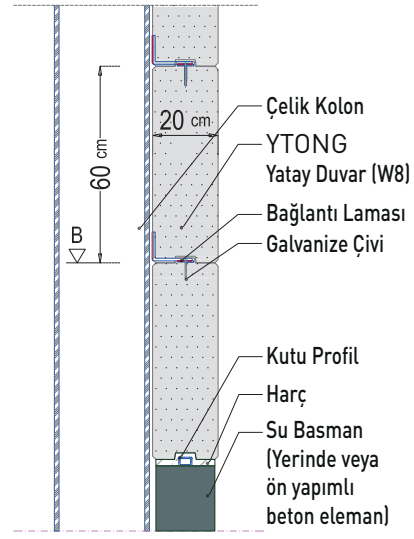 20 cm
60 cm
B
Çelik Kolon
YTONG
Yatay Duvar (W8)
Bağlantı Laması
Galvanize Çivi
Kutu Profil
Harç
Su Basman
(Yerinde veya
ön yapımlı
beton eleman)